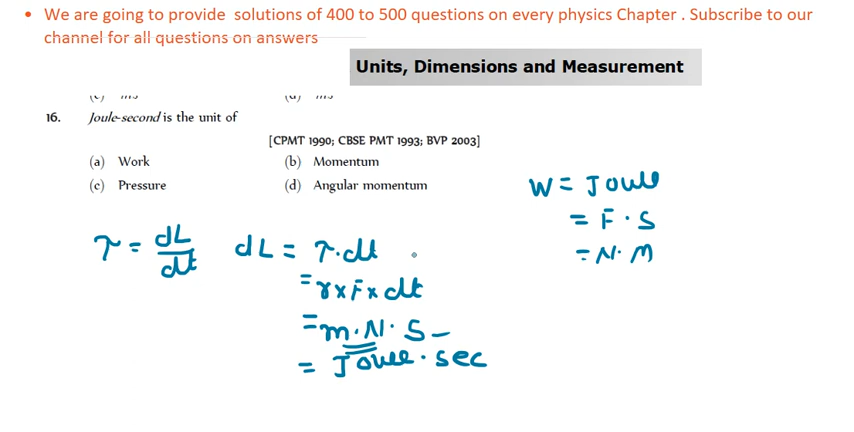 • We are going to provide solutions of 400 to 500 questions on every physics Chapter . Subscribe to our
channel for all questions on answers
Units, Dimensions and Measurement
16. Joule-second is the unit of
[CPMT 1990; CBSE PMT 1993; BVP 2003]
(a) Work (b) Momentum
(c) Pressure (d) Angular momentum
W = Joule
= F · S
= N · M
τ = dL/dt dL = τ·dt
= r×F×dt
= m·N·S
= Joule · sec